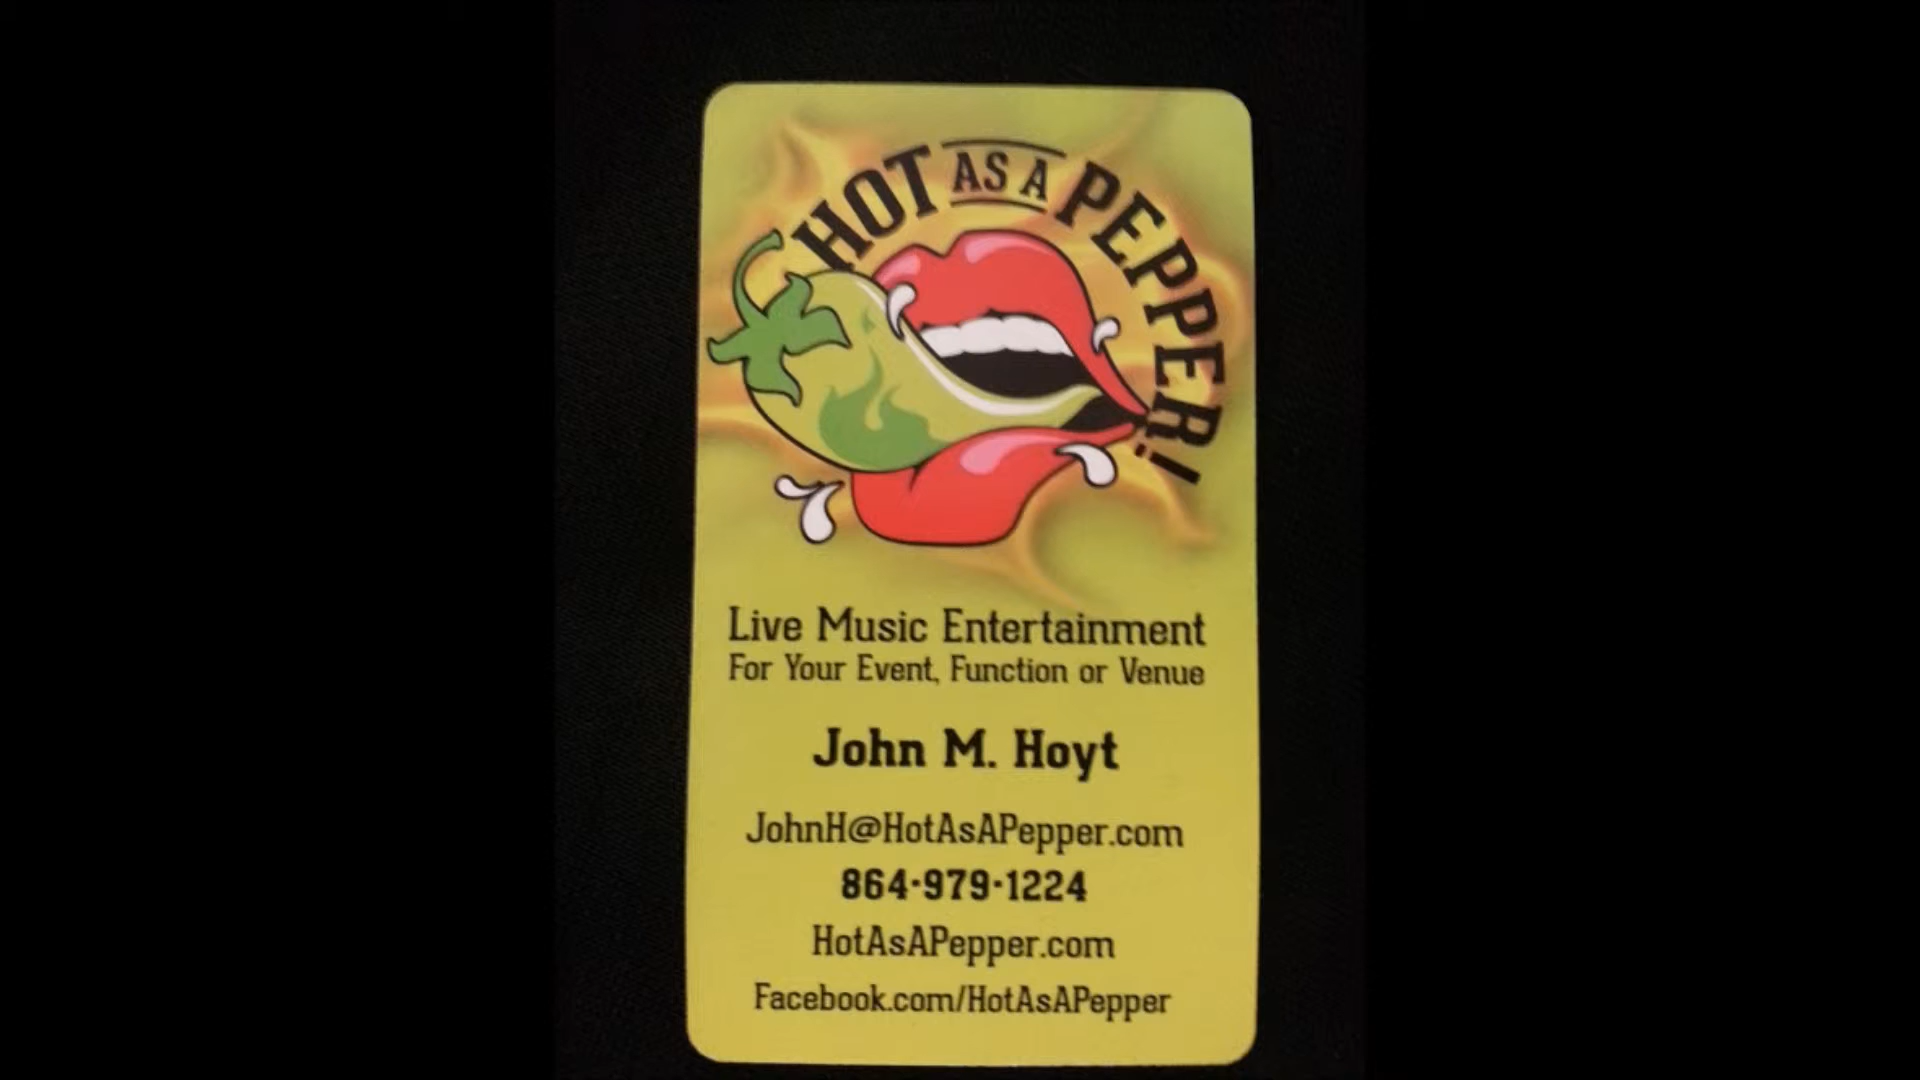 HOT AS A PEPPER!
Live Music Entertainment
For Your Event, Function or Venue
John M. Hoyt
JohnH@HotAsAPepper.com
864·979·1224
HotAsAPepper.com
Facebook.com/HotAsAPepper